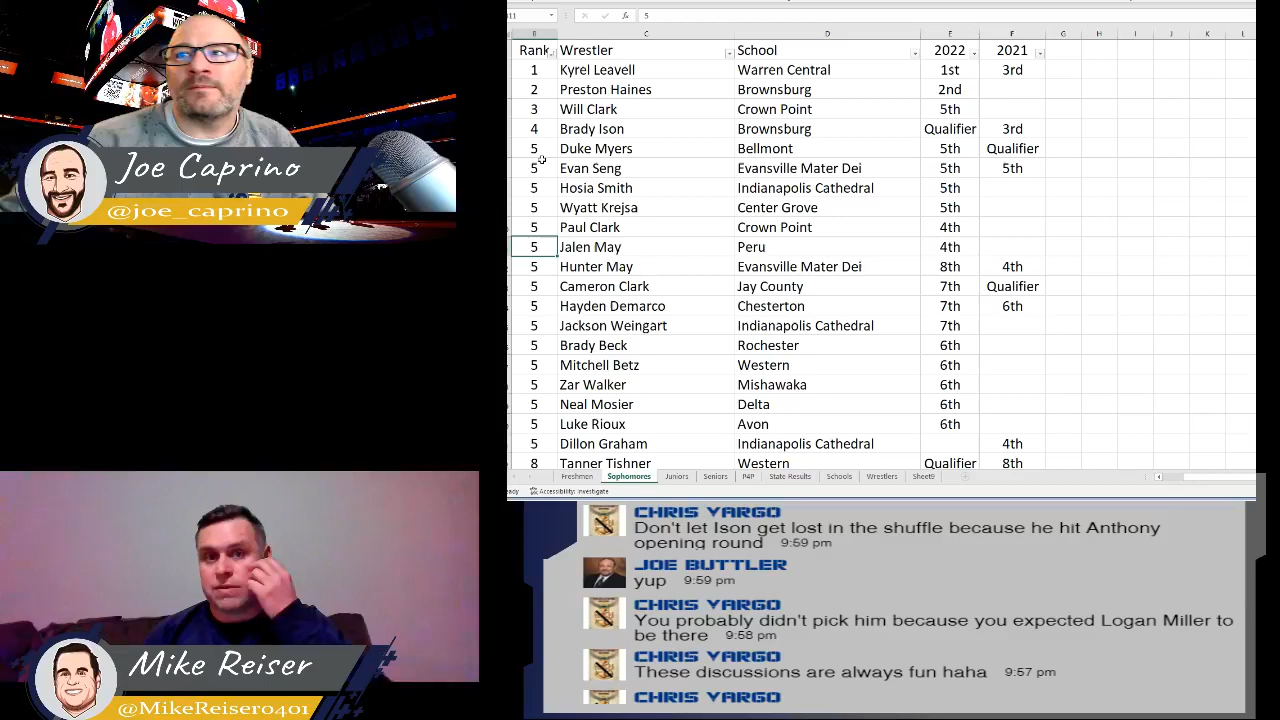 Joe Caprino
@joe_caprino
Mike Reiser
@MikeReiser0401
5
B C D E F G H I J K L
Rank Wrestler School 2022 2021
1 Kyrel Leavell Warren Central 1st 3rd
2 Preston Haines Brownsburg 2nd
3 Will Clark Crown Point 5th
4 Brady Ison Brownsburg Qualifier 3rd
5 Duke Myers Bellmont 5th Qualifier
5 Evan Seng Evansville Mater Dei 5th 5th
5 Hosia Smith Indianapolis Cathedral 5th
5 Wyatt Krejsa Center Grove 5th
5 Paul Clark Crown Point 4th
5 Jalen May Peru 4th
5 Hunter May Evansville Mater Dei 8th 4th
5 Cameron Clark Jay County 7th Qualifier
5 Hayden Demarco Chesterton 7th 6th
5 Jackson Weingart Indianapolis Cathedral 7th
5 Brady Beck Rochester 6th
5 Mitchell Betz Western 6th
5 Zar Walker Mishawaka 6th
5 Neal Mosier Delta 6th
5 Luke Rioux Avon 6th
5 Dillon Graham Indianapolis Cathedral 4th
8 Tanner Tishner Western Qualifier 8th
Freshmen Sophomores Juniors Seniors P4P State Results Schools Wrestlers Sheet9
Accessibility: Investigate
CHRIS VARGO
Don't let Ison get lost in the shuffle because he hit Anthony
opening round 9:59 pm
JOE BUTTLER
yup 9:59 pm
CHRIS VARGO
You probably didn't pick him because you expected Logan Miller to
be there 9:58 pm
CHRIS VARGO
These discussions are always fun haha 9:57 pm
CHRIS VARGO